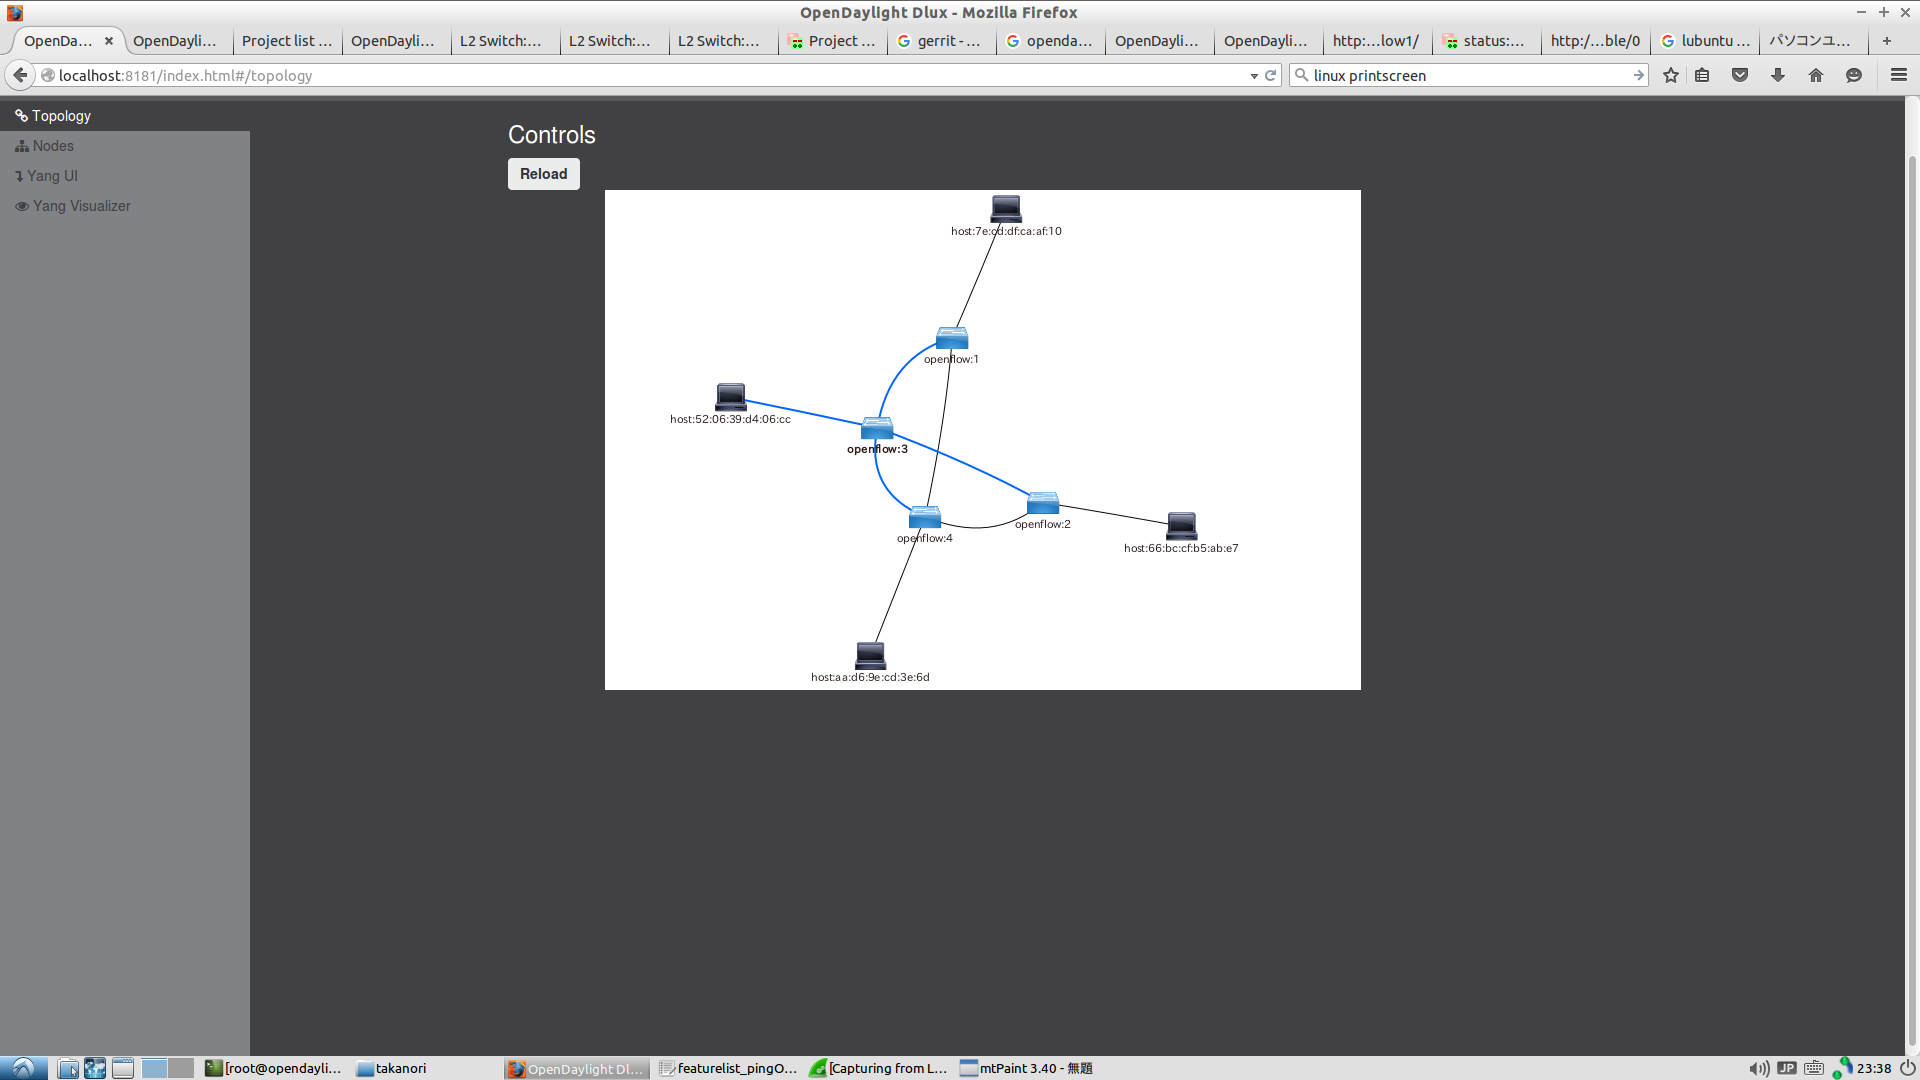 OpenDaylight Dlux - Mozilla Firefox
OpenDa... OpenDayli... Project list ... OpenDayli... L2 Switch:... L2 Switch:... L2 Switch:... Project ... gerrit - ... openda... OpenDayli... OpenDayli... http:...low1/ status:... http:/...ble/0 lubuntu ... パソコンユ...
localhost:8181/index.html#/topology linux printscreen
Topology
Nodes
Yang UI
Yang Visualizer
Controls
Reload
host:7e:cd:df:ca:af:10
openflow:1
host:52:06:39:d4:06:cc
openflow:3
openflow:2
openflow:4
host:66:bc:cf:b5:ab:e7
host:aa:d6:9e:cd:3e:6d
[root@opendayli... takanori OpenDaylight Dl... featurelist_pingO... [Capturing from L... mtPaint 3.40 - 無題 JP 23:38